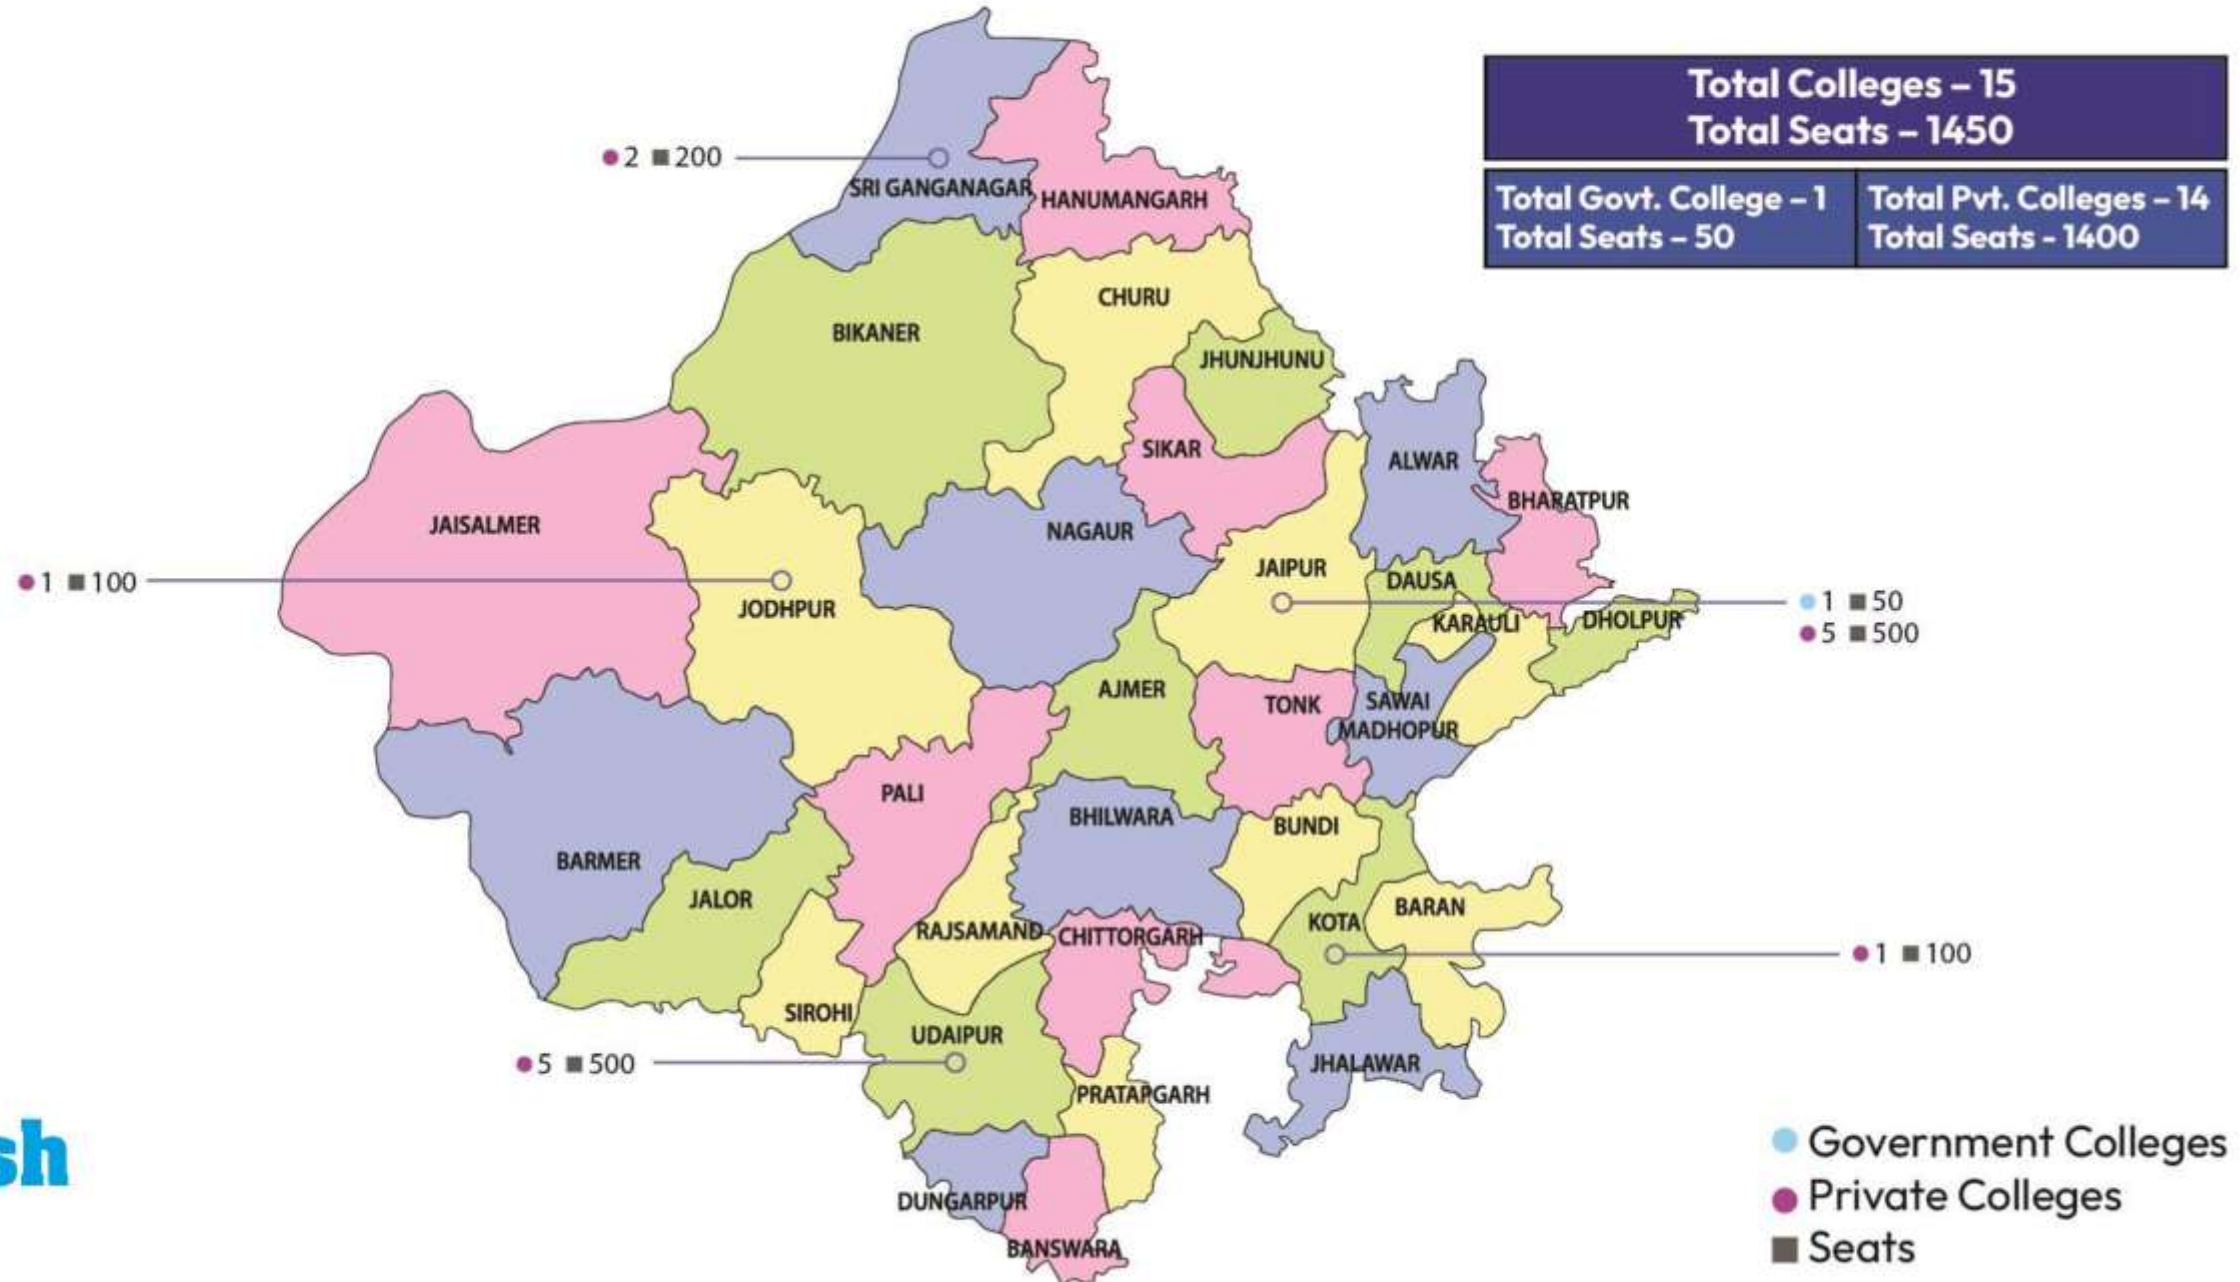 Total Colleges – 15
Total Seats – 1450
Total Govt. College – 1
Total Seats – 50
Total Pvt. Colleges – 14
Total Seats - 1400
2 200
SRI GANGANAGAR
HANUMANGARH
CHURU
BIKANER
JHUNJHUNU
SIKAR
ALWAR
BHARATPUR
JAISALMER
NAGAUR
JAIPUR
DAUSA
1 100
JODHPUR
KARAULI
DHOLPUR
1 50
5 500
AJMER
TONK
SAWAI
MADHOPUR
PALI
BHILWARA
BUNDI
BARMER
JALOR
RAJSAMAND
CHITTORGARH
KOTA
BARAN
1 100
SIROHI
UDAIPUR
5 500
JHALAWAR
PRATAPGARH
DUNGARPUR
BANSWARA
sh
Government Colleges
Private Colleges
Seats